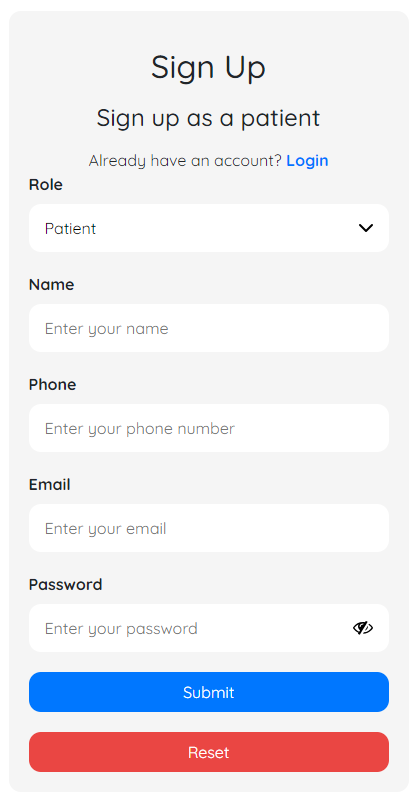 Sign Up
Sign up as a patient
Already have an account? Login
Role
Patient
Name
Enter your name
Phone
Enter your phone number
Email
Enter your email
Password
Enter your password
Submit
Reset